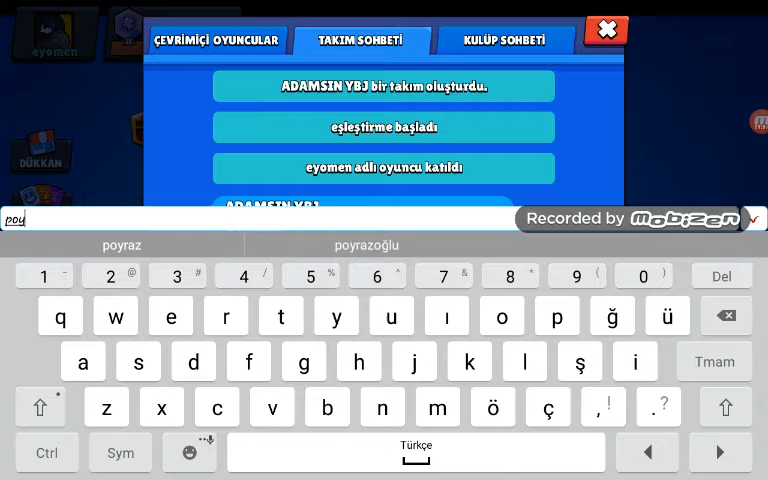 eyomen
ÇEVRİMİÇİ OYUNCULAR
TAKIM SOHBETİ
KULÜP SOHBETİ
ADAMSIN YBJ bir takım oluşturdu.
eşleştirme başladı
eyomen adlı oyuncu katıldı
DÜKKAN
ADAMSIN YBJ
poy
Recorded by MOBIZEN
poyraz poyrazoğlu
1 - 2 @ 3 # 4 / 5 % 6 ^ 7 & 8 * 9 ( 0 ) Del
q w e r t y u ı o p ğ ü
a s d f g h j k l ş i Tmam
z x c v b n m ö ç , ! . ?
Ctrl Sym Türkçe